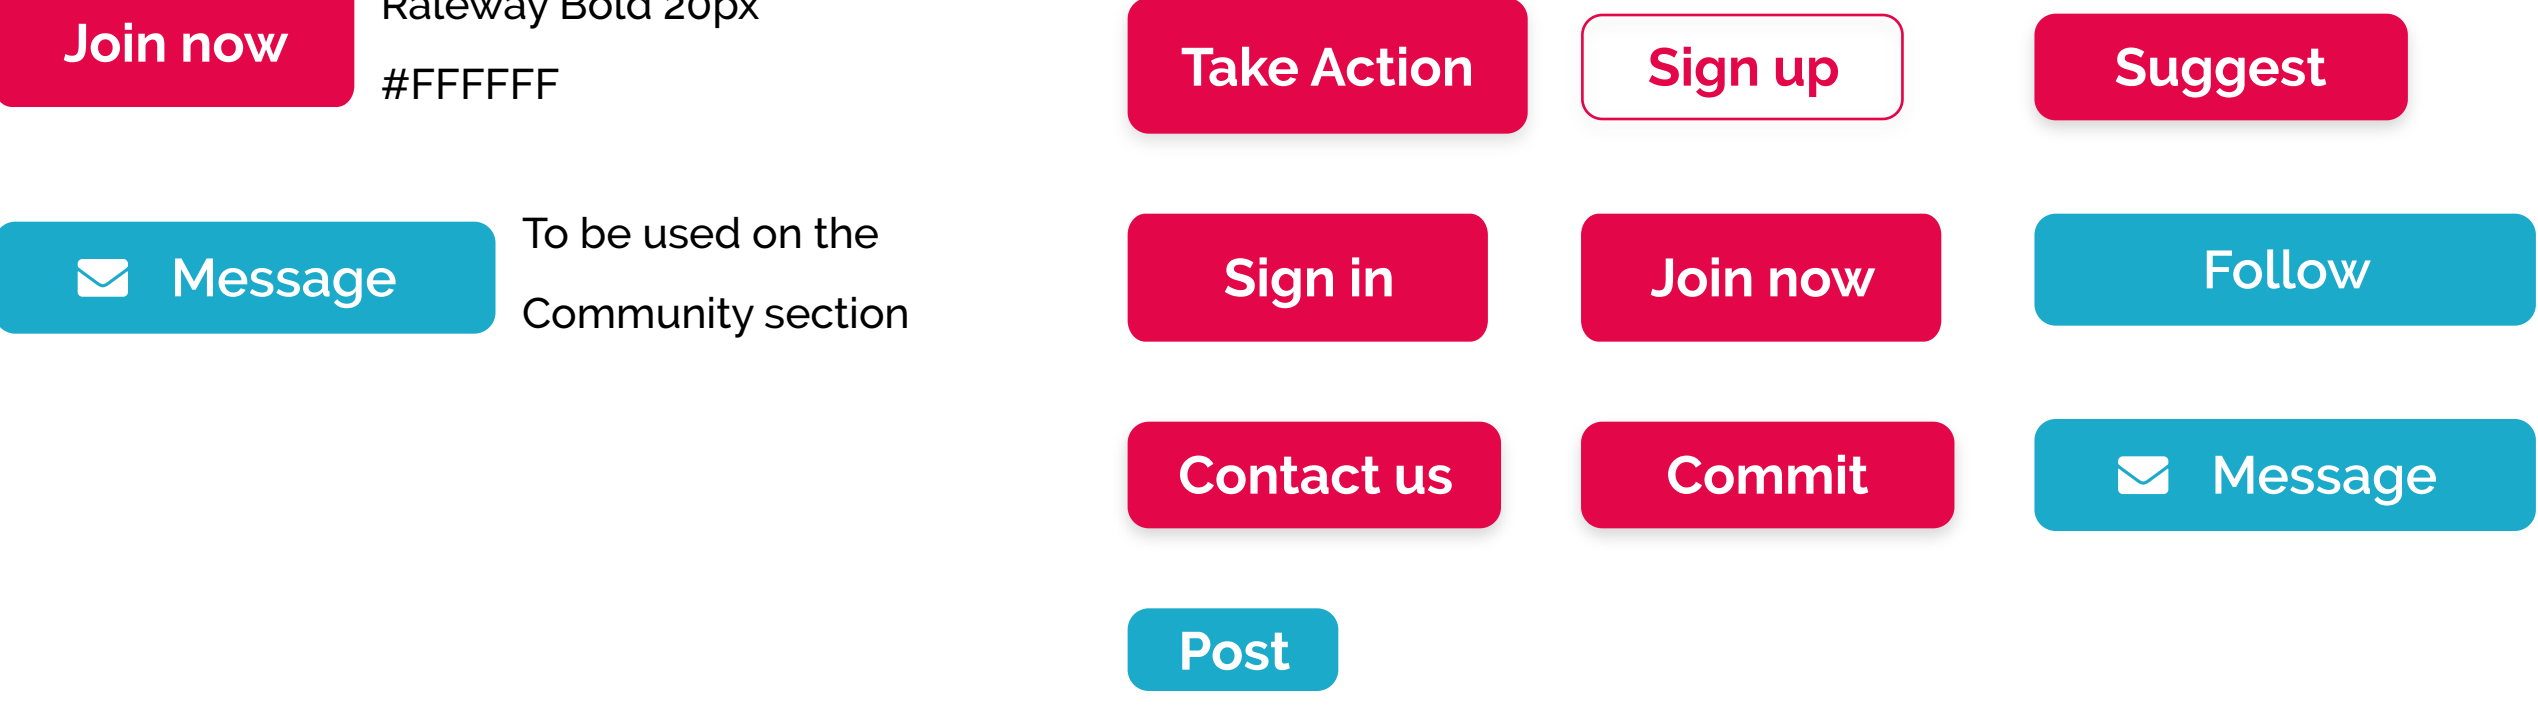 Join now
Raleway Bold 20px
#FFFFFF
Message
To be used on the
Community section
Take Action
Sign up
Suggest
Sign in
Join now
Follow
Contact us
Commit
Message
Post